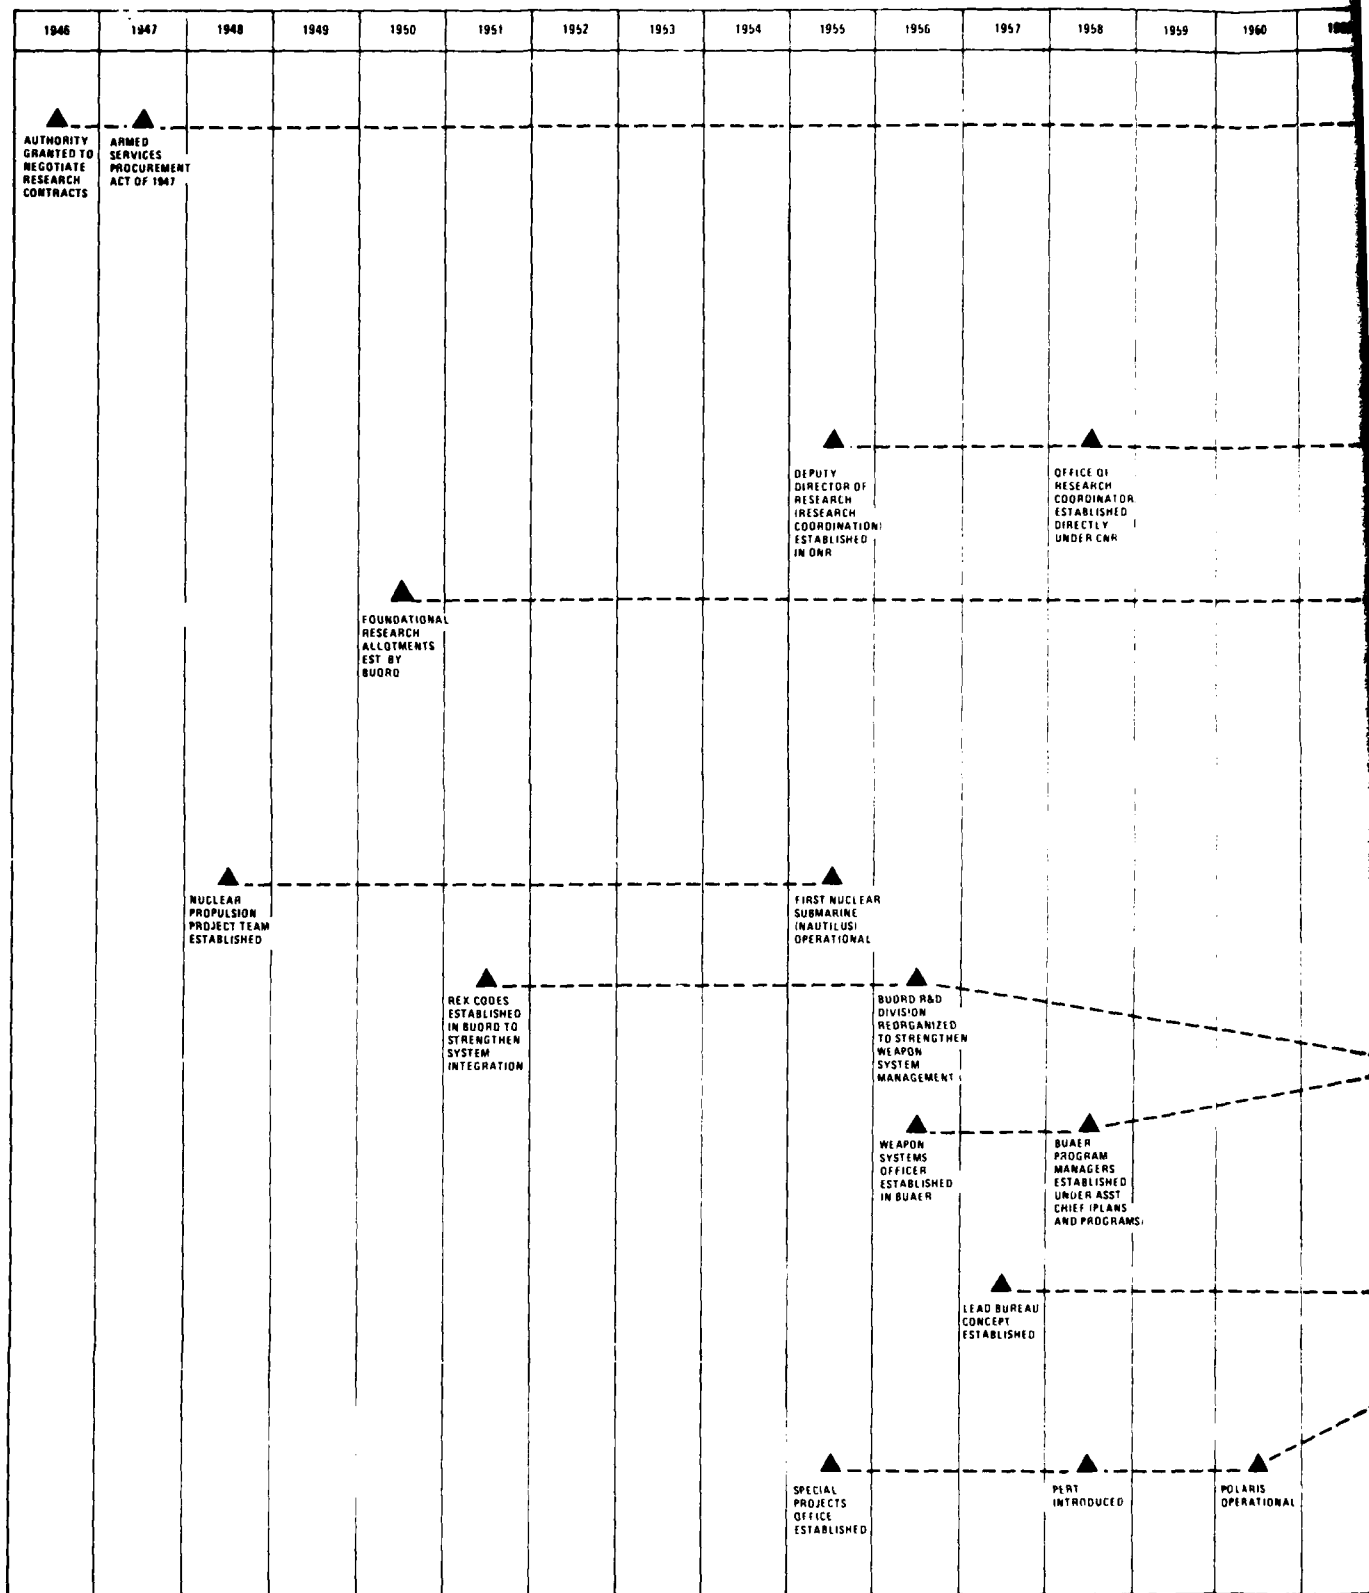 1946 1947 1948 1949 1950 1951 1952 1953 1954 1955 1956 1957 1958 1959 1960
AUTHORITY
GRANTED TO
NEGOTIATE
RESEARCH
CONTRACTS
ARMED
SERVICES
PROCUREMENT
ACT OF 1947
DEPUTY
DIRECTOR OF
RESEARCH
(RESEARCH
COORDINATION)
ESTABLISHED
IN ONR
OFFICE OF
RESEARCH
COORDINATOR
ESTABLISHED
DIRECTLY
UNDER CNR
FOUNDATIONAL
RESEARCH
ALLOTMENTS
EST BY
BUORD
NUCLEAR
PROPULSION
PROJECT TEAM
ESTABLISHED
FIRST NUCLEAR
SUBMARINE
(NAUTILUS)
OPERATIONAL
REX CODES
ESTABLISHED
IN BUORD TO
STRENGTHEN
SYSTEM
INTEGRATION
BUORD R&D
DIVISION
REORGANIZED
TO STRENGTHEN
WEAPON
SYSTEM
MANAGEMENT
WEAPON
SYSTEMS
OFFICER
ESTABLISHED
IN BUAER
BUAER
PROGRAM
MANAGERS
ESTABLISHED
UNDER ASST
CHIEF (PLANS
AND PROGRAMS)
LEAD BUREAU
CONCEPT
ESTABLISHED
SPECIAL
PROJECTS
OFFICE
ESTABLISHED
PERT
INTRODUCED
POLARIS
OPERATIONAL